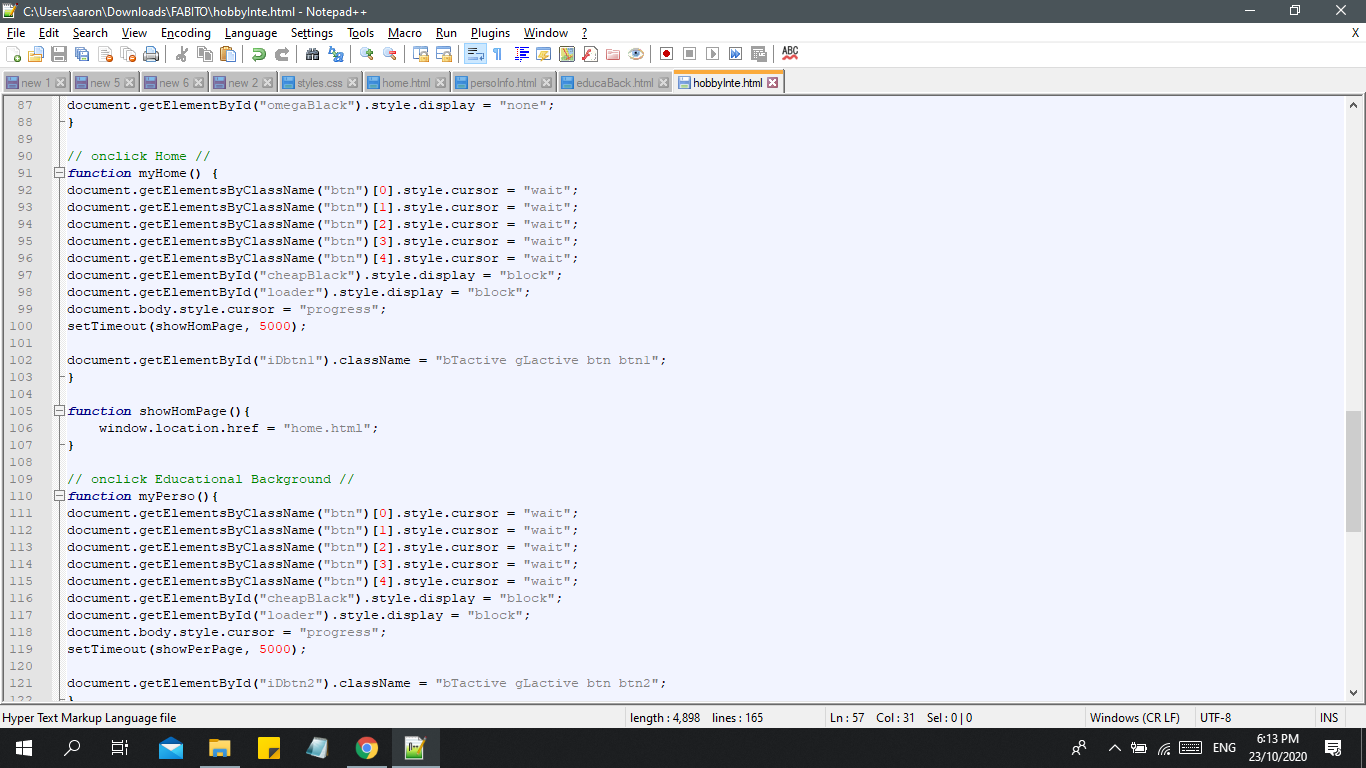 C:\Users\aaron\Downloads\FABITO\hobbyInte.html - Notepad++
File Edit Search View Encoding Language Settings Tools Macro Run Plugins Window ? X
new 1 new 5 new 6 new 2 styles.css home.html persoInfo.html educaBack.html hobbyInte.html
87 document.getElementById("omegaBlack").style.display = "none";
88 }
89
90 // onclick Home //
91 function myHome() {
92 document.getElementsByClassName("btn")[0].style.cursor = "wait";
93 document.getElementsByClassName("btn")[1].style.cursor = "wait";
94 document.getElementsByClassName("btn")[2].style.cursor = "wait";
95 document.getElementsByClassName("btn")[3].style.cursor = "wait";
96 document.getElementsByClassName("btn")[4].style.cursor = "wait";
97 document.getElementById("cheapBlack").style.display = "block";
98 document.getElementById("loader").style.display = "block";
99 document.body.style.cursor = "progress";
100 setTimeout(showHomPage, 5000);
101
102 document.getElementById("iDbtn1").className = "bTactive gLactive btn btn1";
103 }
104
105 function showHomPage(){
106 window.location.href = "home.html";
107 }
108
109 // onclick Educational Background //
110 function myPerso(){
111 document.getElementsByClassName("btn")[0].style.cursor = "wait";
112 document.getElementsByClassName("btn")[1].style.cursor = "wait";
113 document.getElementsByClassName("btn")[2].style.cursor = "wait";
114 document.getElementsByClassName("btn")[3].style.cursor = "wait";
115 document.getElementsByClassName("btn")[4].style.cursor = "wait";
116 document.getElementById("cheapBlack").style.display = "block";
117 document.getElementById("loader").style.display = "block";
118 document.body.style.cursor = "progress";
119 setTimeout(showPerPage, 5000);
120
121 document.getElementById("iDbtn2").className = "bTactive gLactive btn btn2";
122 }
Hyper Text Markup Language file length : 4,898 lines : 165 Ln : 57 Col : 31 Sel : 0 | 0 Windows (CR LF) UTF-8 INS
ENG
6:13 PM
23/10/2020